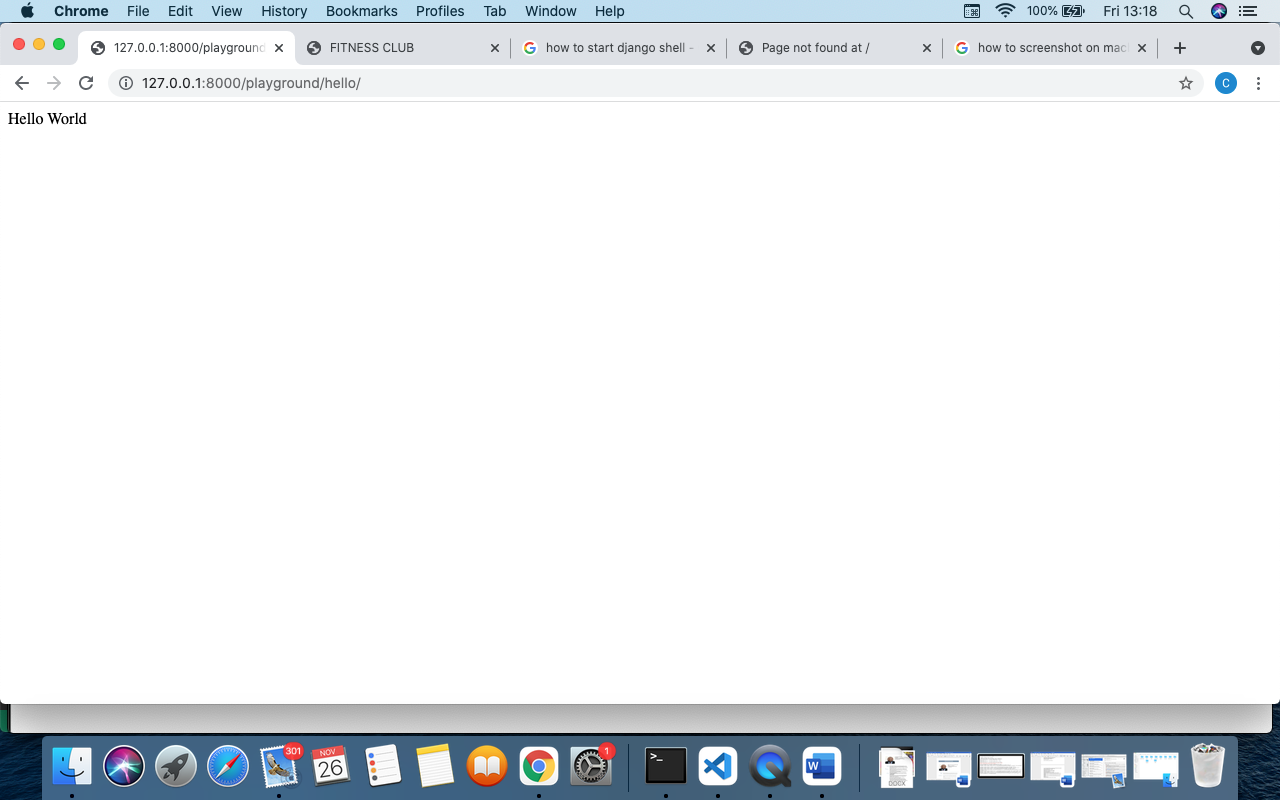 Chrome File Edit View History Bookmarks Profiles Tab Window Help 100% Fri 13:18
127.0.0.1:8000/playground FITNESS CLUB how to start django shell - Page not found at / how to screenshot on mac
127.0.0.1:8000/playground/hello/ C
Hello World
301 NOV 1
26 >_ W DOCX